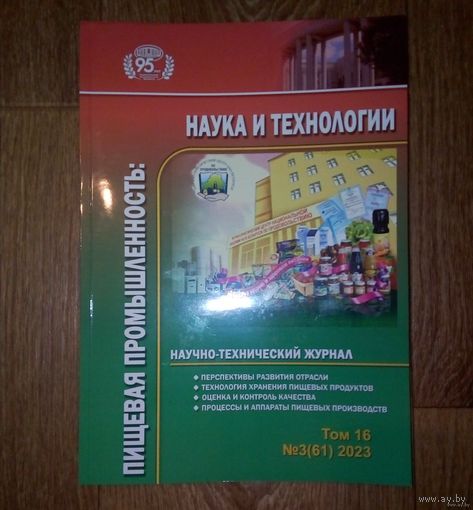 95
НАУКА И ТЕХНОЛОГИИ
ПИЩЕВАЯ ПРОМЫШЛЕННОСТЬ:
НАУЧНО-ТЕХНИЧЕСКИЙ ЖУРНАЛ
• ПЕРСПЕКТИВЫ РАЗВИТИЯ ОТРАСЛИ
• ТЕХНОЛОГИЯ ХРАНЕНИЯ ПИЩЕВЫХ ПРОДУКТОВ
• ОЦЕНКА И КОНТРОЛЬ КАЧЕСТВА
• ПРОЦЕССЫ И АППАРАТЫ ПИЩЕВЫХ ПРОИЗВОДСТВ
Том 16
№3(61) 2023
www.ay.by